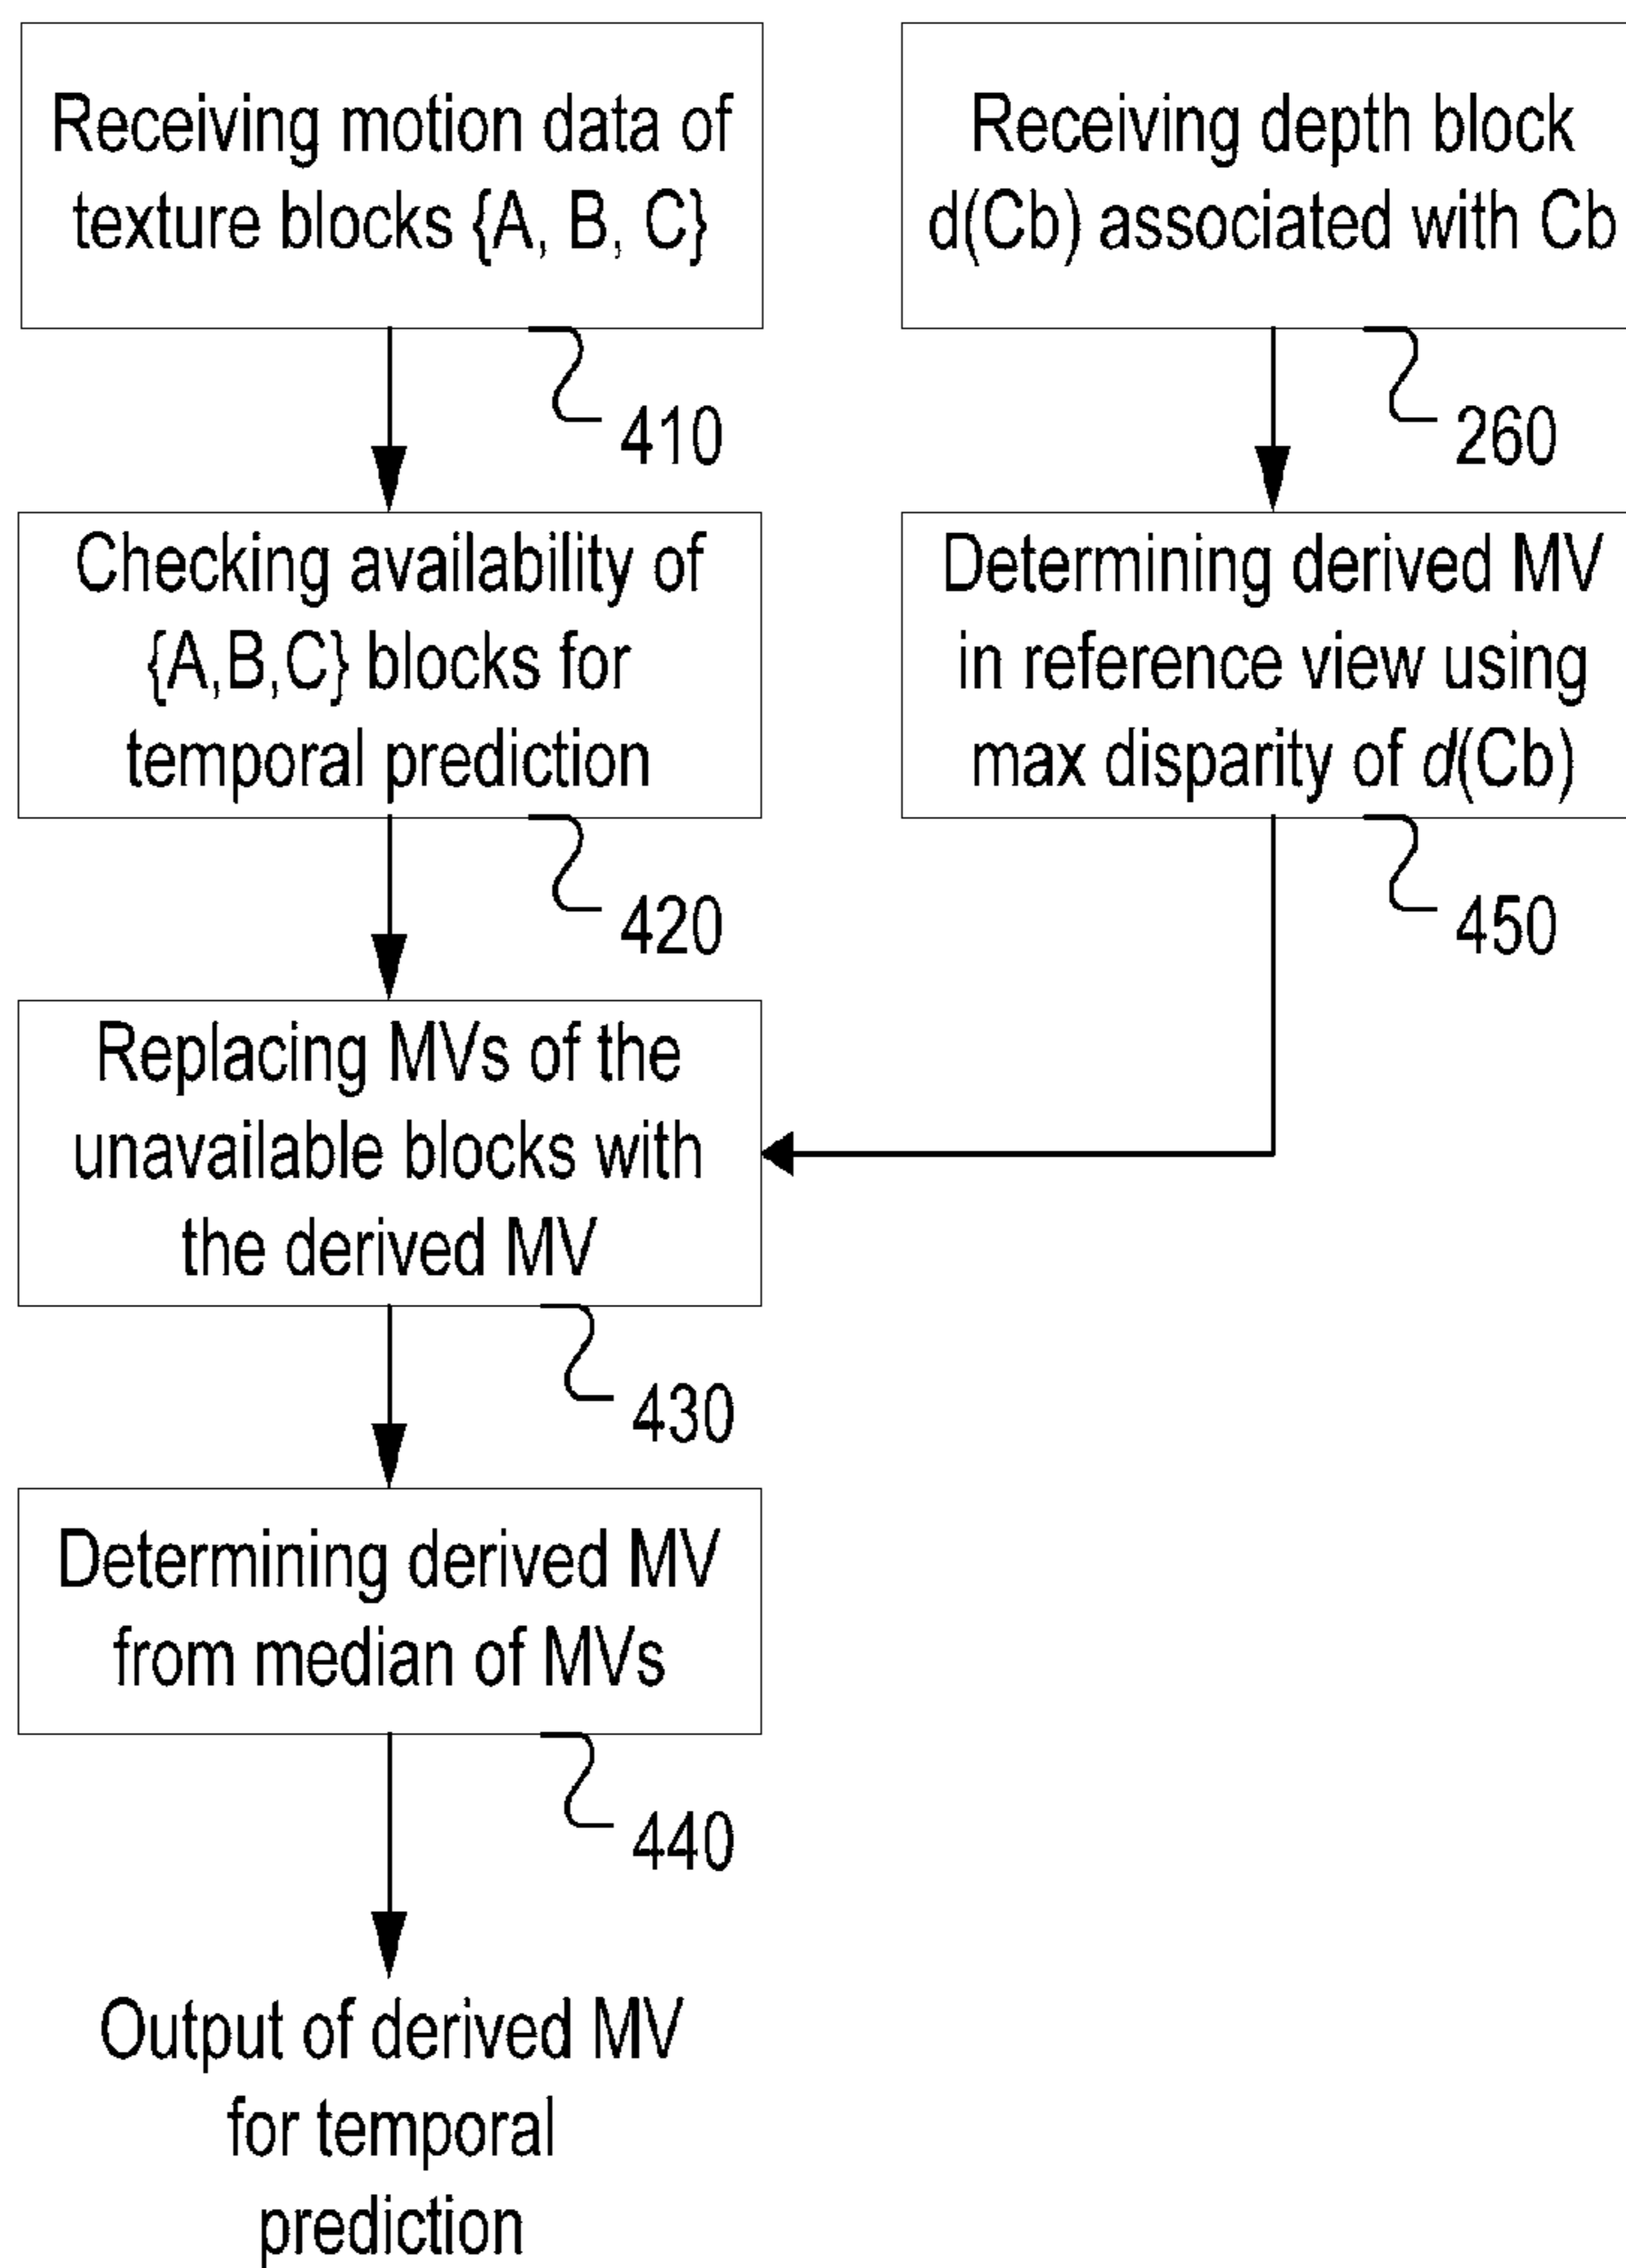 Receiving motion data of
texture blocks {A, B, C}
410
Checking availability of
{A,B,C} blocks for
temporal prediction
420
Replacing MVs of the
unavailable blocks with
the derived MV
430
Determining derived MV
from median of MVs
440
Output of derived MV
for temporal
prediction
Receiving depth block
d(Cb) associated with Cb
260
Determining derived MV
in reference view using
max disparity of d(Cb)
450